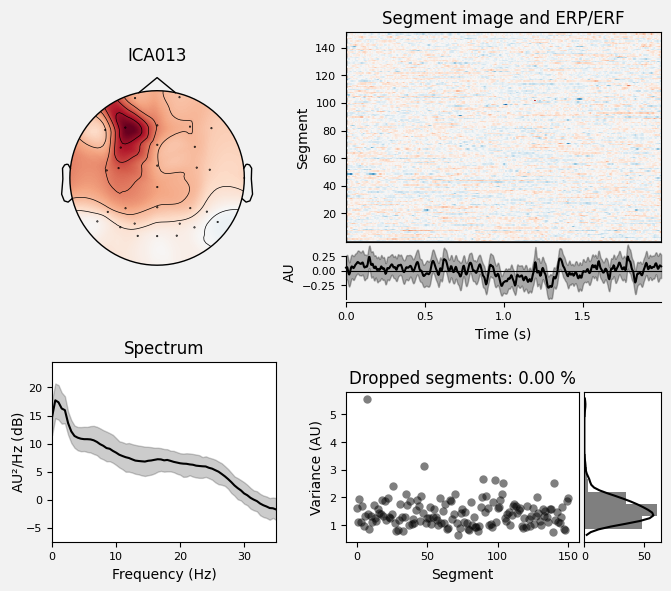 ICA013
Segment image and ERP/ERF
Segment
140
120
100
80
60
40
20
AU
0.25
0.00
−0.25
0.0 0.5 1.0 1.5
Time (s)
Spectrum
AU²/Hz (dB)
20
15
10
5
0
−5
0 10 20 30
Frequency (Hz)
Dropped segments: 0.00 %
Variance (AU)
5
4
3
2
1
0 50 100 150
Segment
0 50